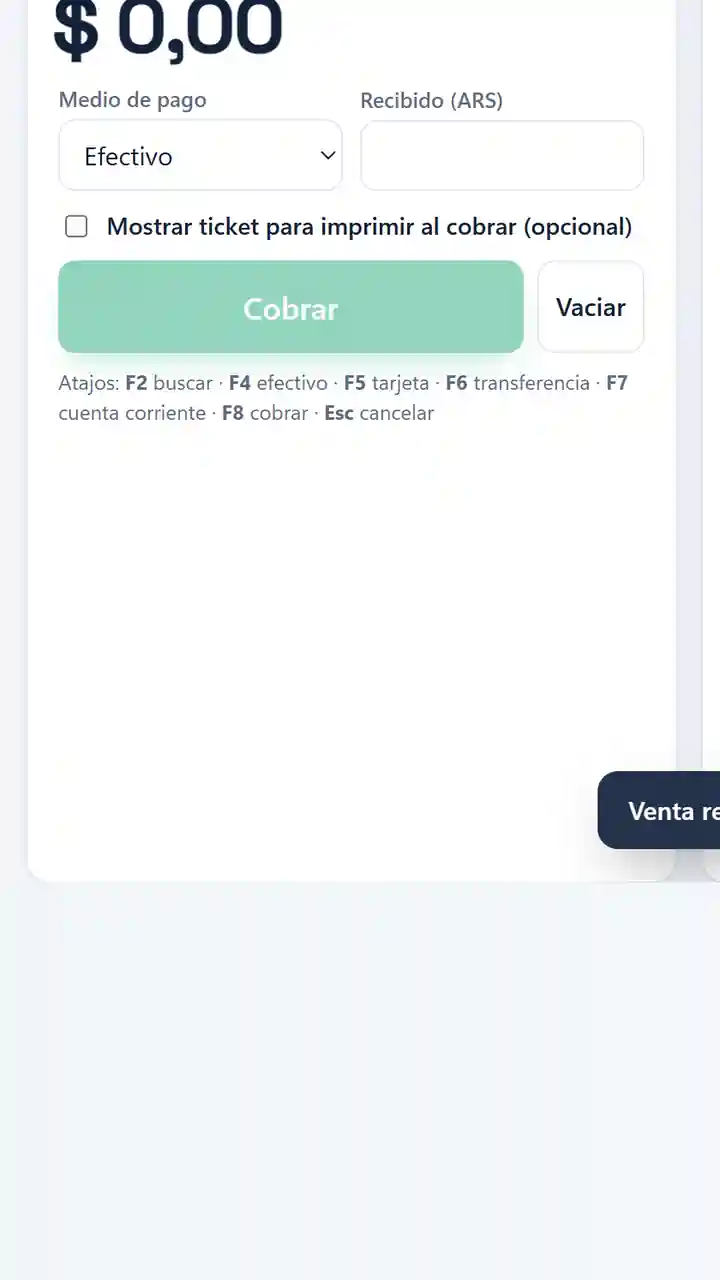 $ 0,00
Medio de pago
Recibido (ARS)
Efectivo
Mostrar ticket para imprimir al cobrar (opcional)
Cobrar
Vaciar
Atajos: F2 buscar · F4 efectivo · F5 tarjeta · F6 transferencia · F7
cuenta corriente · F8 cobrar · Esc cancelar
Venta